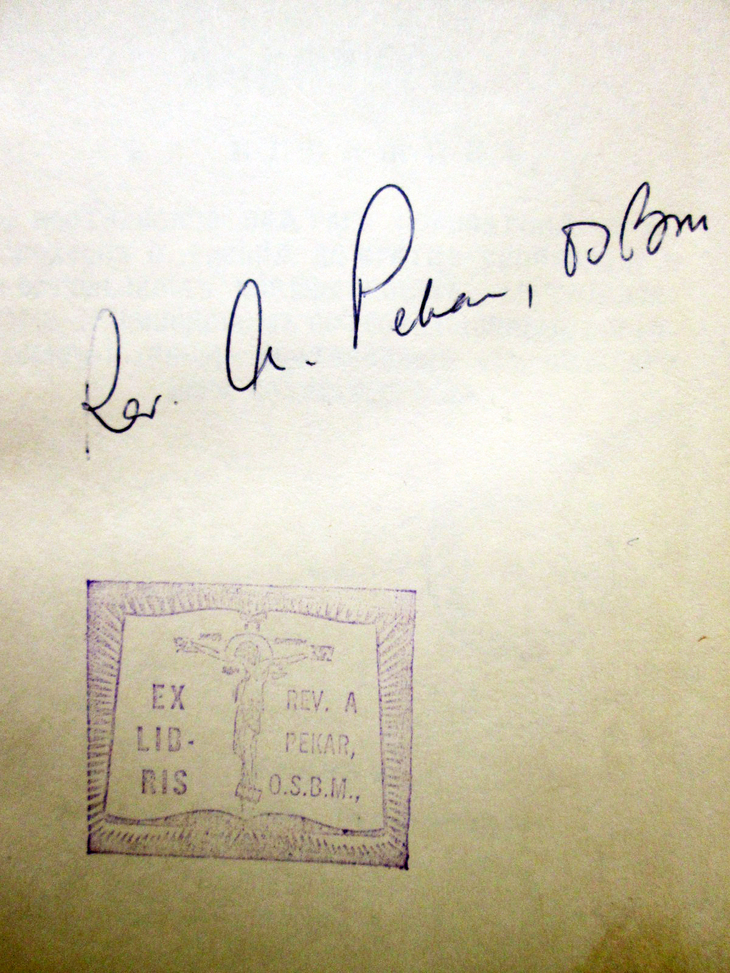 Rev. A. Pekar, OSBM
EX
LIB-
RIS
REV. A
PEKAR,
O.S.B.M.,